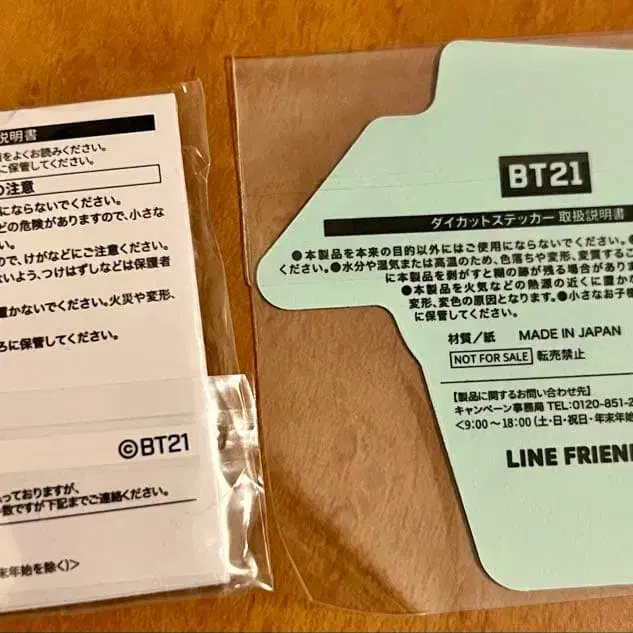 説明書
をよくお読みください。
に保管してください。
の注意
にならないでください。
どの危険がありますので、小さな
い。
ので、けがなどにご注意ください。
ないよう、つけはずしなどは保護者
置かないでください。火災や変形、
ろに保管してください。
©BT21
っておりますが、
数ですが下記までご連絡ください。
末年始を除く)>
BT21
ダイカットステッカー 取扱説明書
●本製品を本来の目的以外にはご使用にならないでください。
ください。●水分や湿気または高温のため、色落ちや変形、変質するこ
に本製品を剥がすと糊の跡が残る場合があります
●本製品を火気などの熱源の近くに置か
変形、変色の原因となります。●小さなお子様
に保管してください。
材質/紙 MADE IN JAPAN
NOT FOR SALE 転売禁止
【製品に関するお問い合わせ先】
キャンペーン事務局 TEL:0120-851-2
<9:00~18:00(土・日・祝日・年末年始
LINE FRIEN